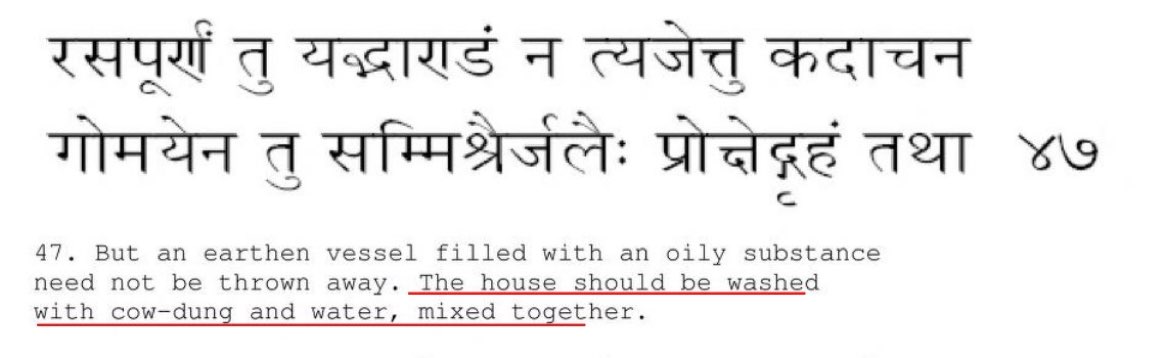 रसपूर्णं तु यद्भाण्डं न त्यजेत्तु कदाचन
गोमयेन तु सम्मिश्रैर्जलैः प्रोक्षेद्गृहं तथा ४७
47. But an earthen vessel filled with an oily substance
need not be thrown away. The house should be washed
with cow-dung and water, mixed together.